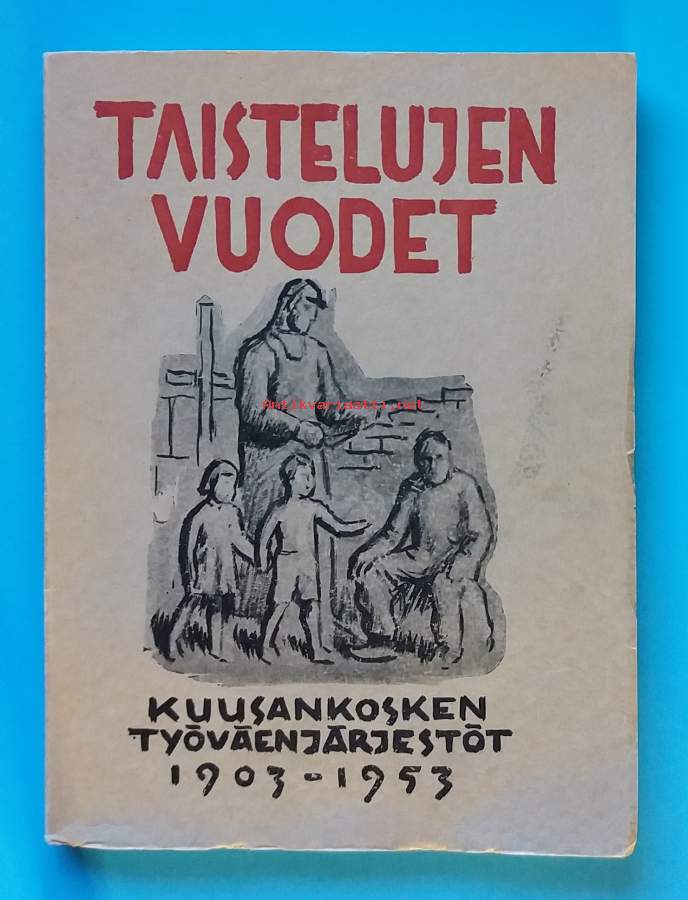 TAISTELUJEN
VUODET
Antikvariaatti.net
KUUSANKOSKEN
TYÖVÄENJÄRJESTÖT
1903-1953